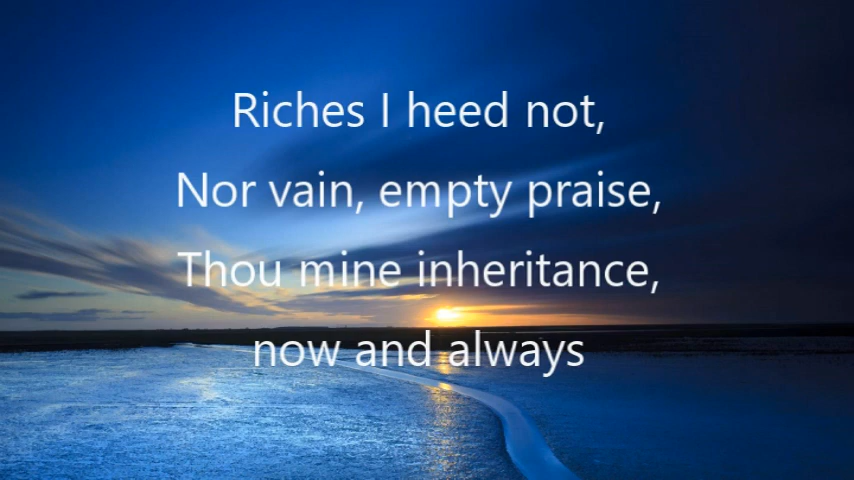 Riches I heed not,
Nor vain, empty praise,
Thou mine inheritance,
now and always